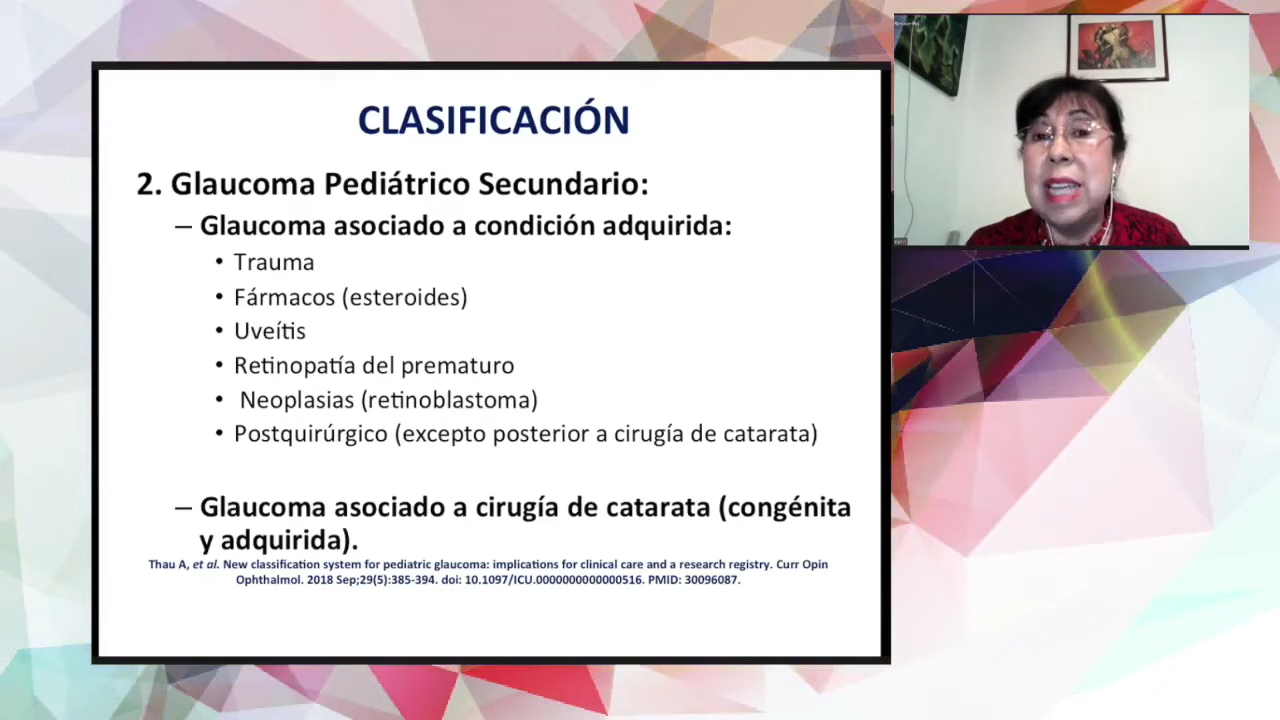 CLASIFICACIÓN
2. Glaucoma Pediátrico Secundario:
– Glaucoma asociado a condición adquirida:
• Trauma
• Fármacos (esteroides)
• Uveítis
• Retinopatía del prematuro
• Neoplasias (retinoblastoma)
• Postquirúrgico (excepto posterior a cirugía de catarata)
– Glaucoma asociado a cirugía de catarata (congénita
y adquirida).
Thau A, et al. New classification system for pediatric glaucoma: implications for clinical care and a research registry. Curr Opin
Ophthalmol. 2018 Sep;29(5):385-394. doi: 10.1097/ICU.0000000000000516. PMID: 30096087.